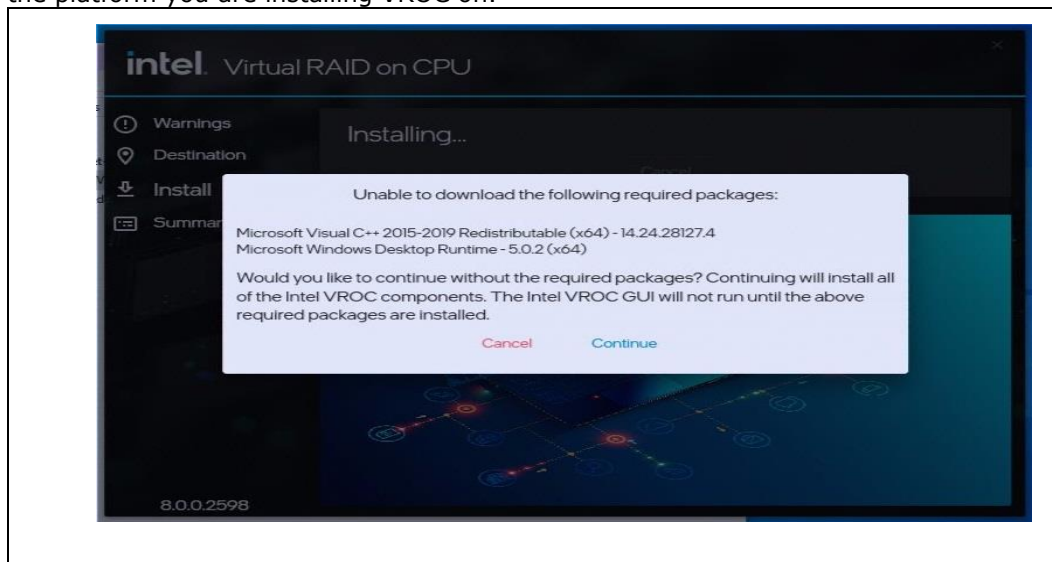 the platform you are installing VROC on.
intel. Virtual RAID on CPU
Warnings
Installing...
Destination
Cancel
Install
Unable to download the following required packages:
Summar
Microsoft Visual C++ 2015-2019 Redistributable (x64) - 14.24.28127.4
Microsoft Windows Desktop Runtime - 5.0.2 (x64)
Would you like to continue without the required packages? Continuing will install all
of the Intel VROC components. The Intel VROC GUI will not run until the above
required packages are installed.
Cancel Continue
8.0.0.2598